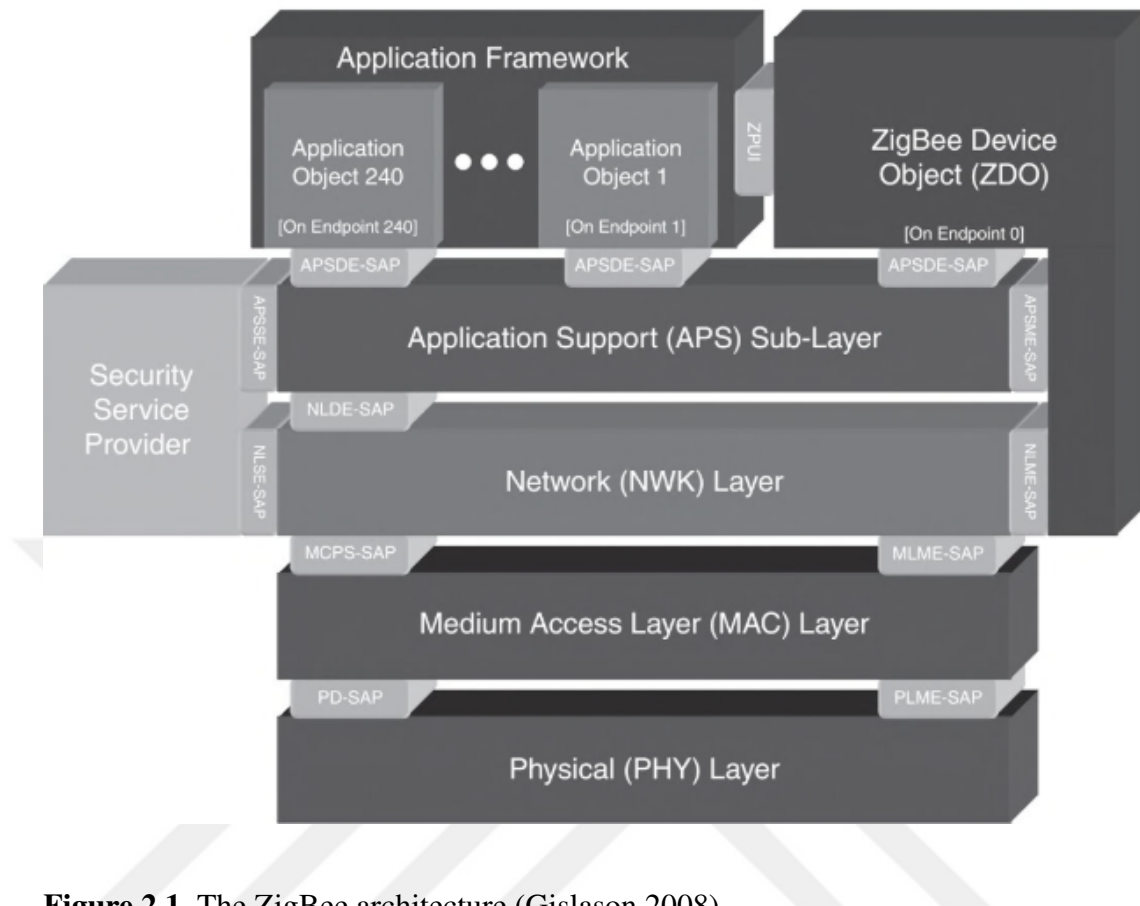 Application Framework
Application
Object 240
[On Endpoint 240]
Application
Object 1
[On Endpoint 1]
ZPUI
ZigBee Device
Object (ZDO)
[On Endpoint 0]
APSDE-SAP
APSDE-SAP
APSDE-SAP
Security
Service
Provider
APSSE-SAP
Application Support (APS) Sub-Layer
APSME-SAP
NLDE-SAP
NLSE-SAP
Network (NWK) Layer
NLME-SAP
MCPS-SAP
MLME-SAP
Medium Access Layer (MAC) Layer
PD-SAP
PLME-SAP
Physical (PHY) Layer
Figure 2.1. The ZigBee architecture (Gislason 2008)